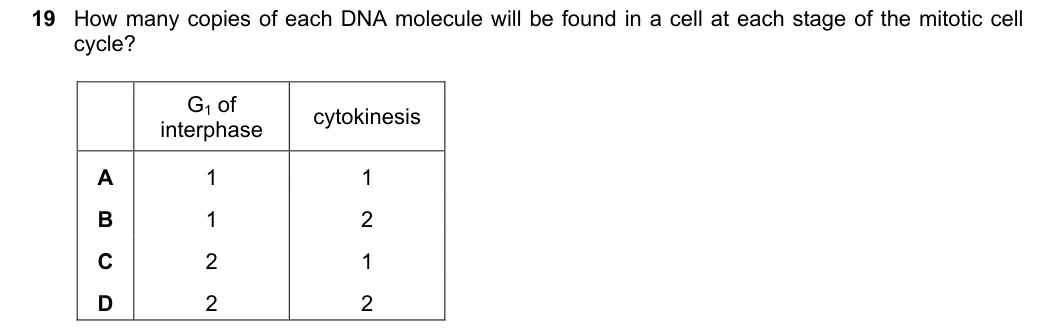 19 How many copies of each DNA molecule will be found in a cell at each stage of the mitotic cell
cycle?
G₁ of
interphase
cytokinesis
A 1 1
B 1 2
C 2 1
D 2 2